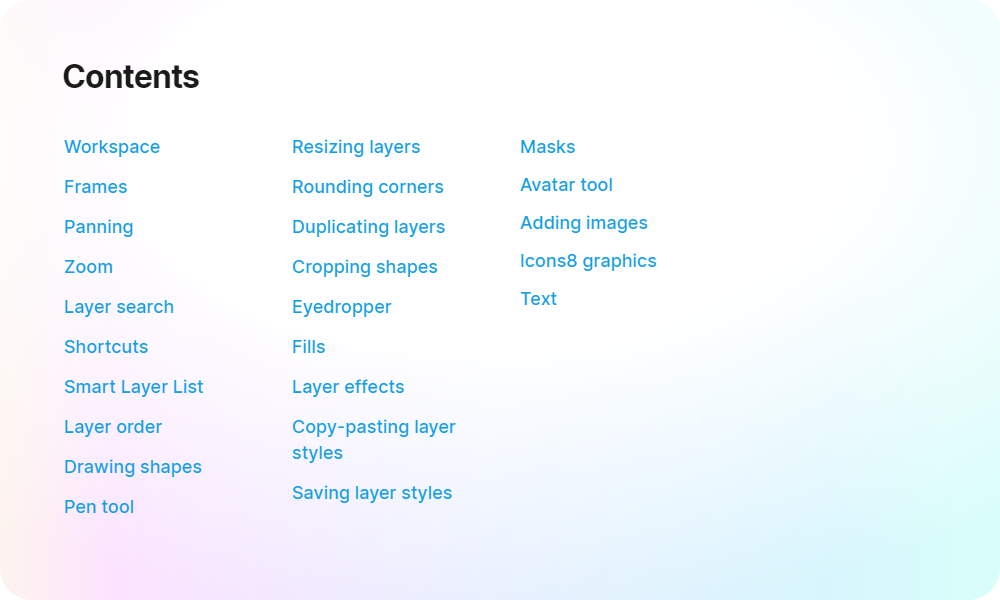 Contents
Workspace
Frames
Panning
Zoom
Layer search
Shortcuts
Smart Layer List
Layer order
Drawing shapes
Pen tool
Resizing layers
Rounding corners
Duplicating layers
Cropping shapes
Eyedropper
Fills
Layer effects
Copy-pasting layer
styles
Saving layer styles
Masks
Avatar tool
Adding images
Icons8 graphics
Text